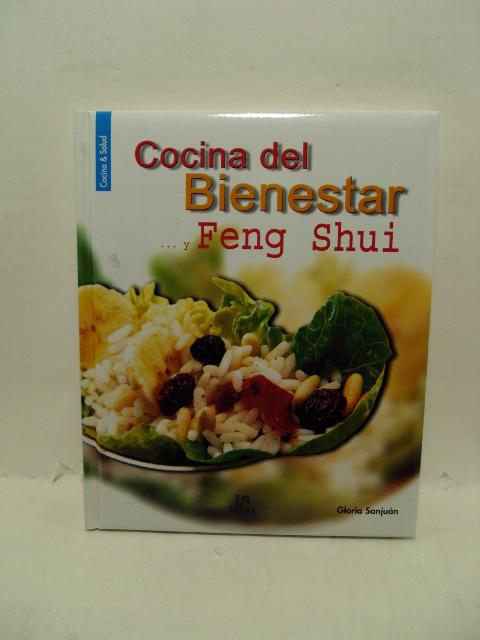 Cocina & Salud
Cocina del
Bienestar
... y Feng Shui
Gloria Sanjuán